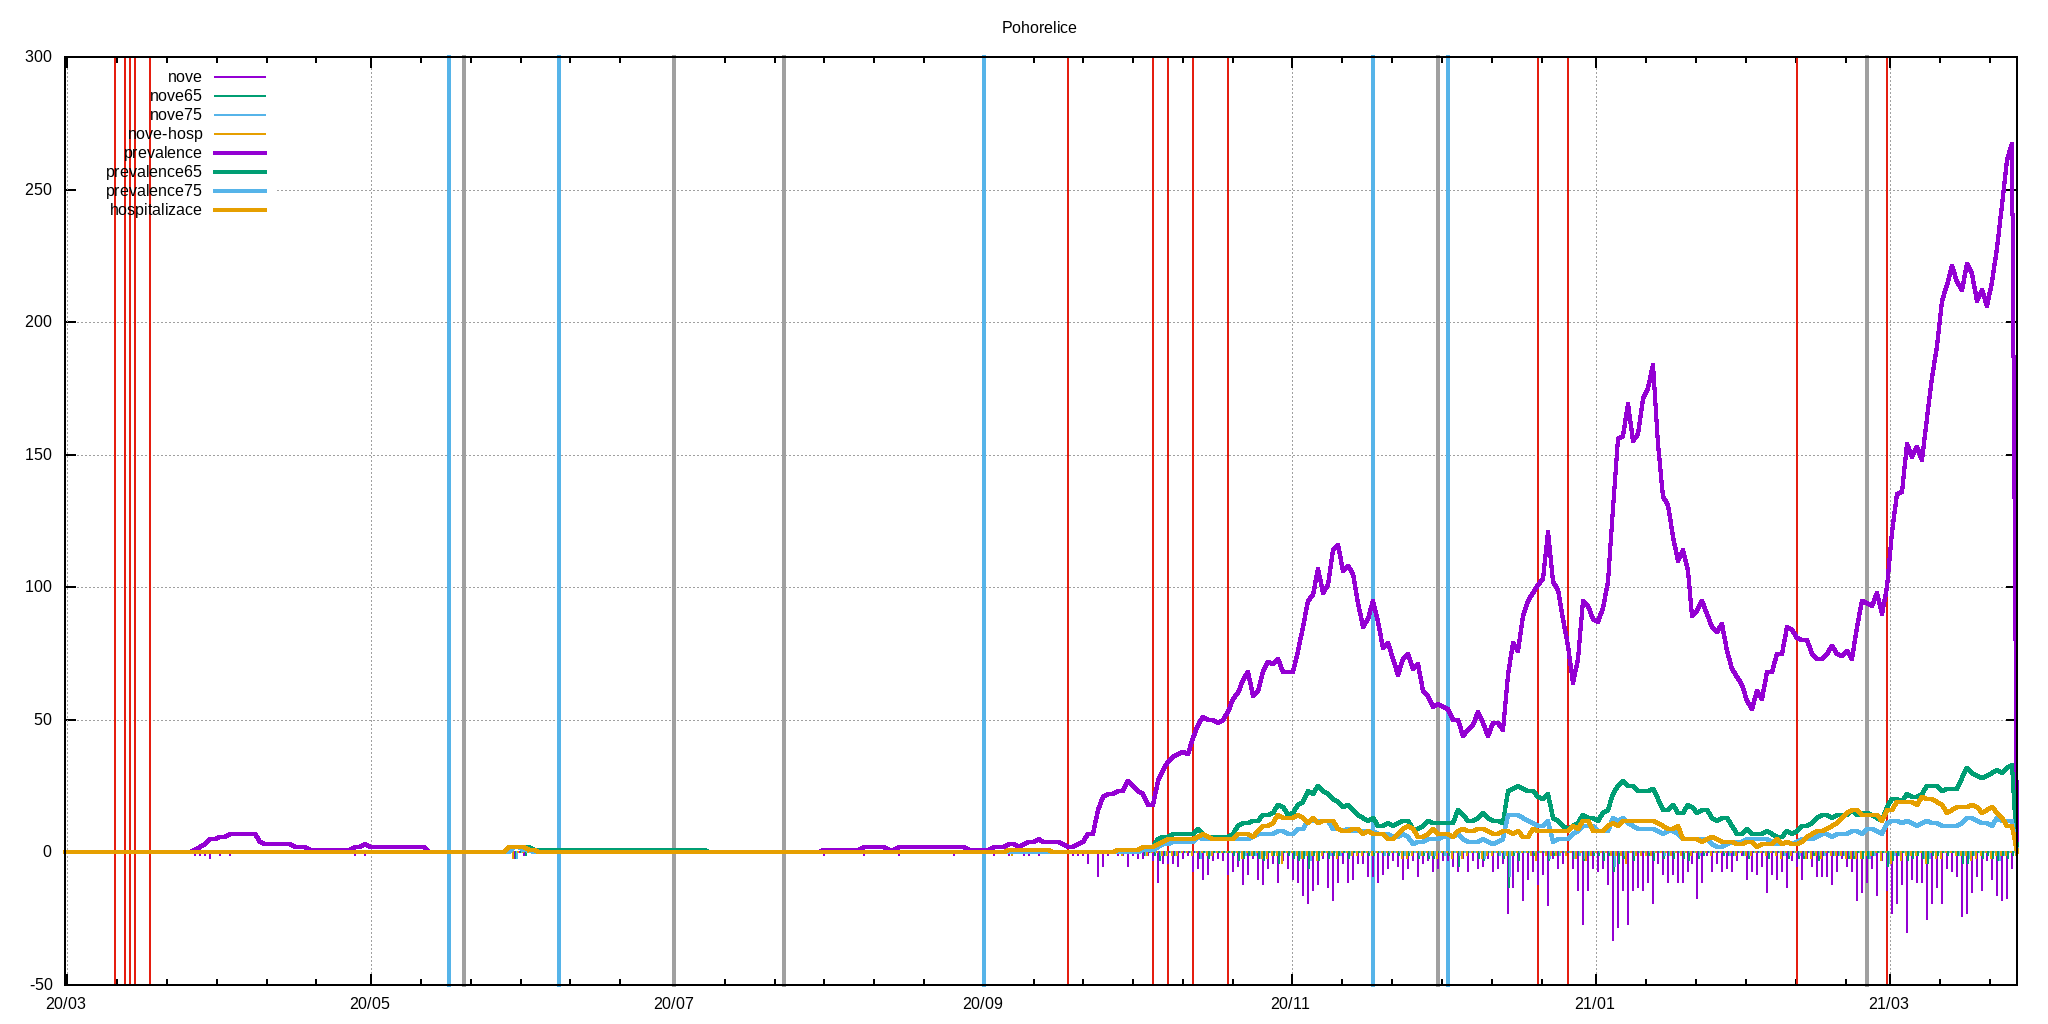 Pohorelice
300
250
200
150
100
50
0
-50
nove
nove65
nove75
nove-hosp
prevalence
prevalence65
prevalence75
hospitalizace
20/03 20/05 20/07 20/09 20/11 21/01 21/03